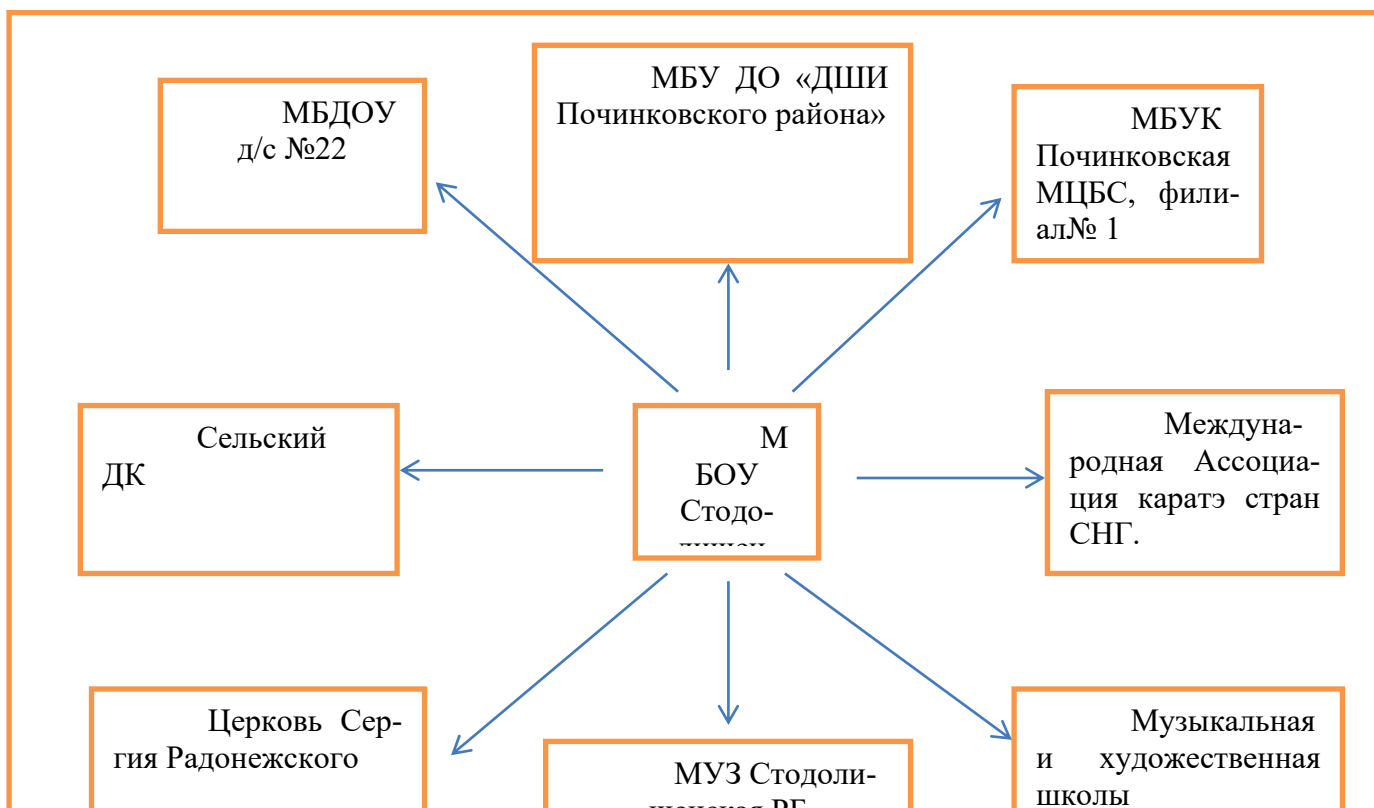 МБДОУ
д/с №22
МБУ ДО «ДШИ
Починковского района»
МБУК
Починковская
МЦБС, фили-
ал№ 1
Сельский
ДК
М
БОУ
Стодо-
Междуна-
родная Ассоциа-
ция каратэ стран
СНГ.
Церковь Сер-
гия Радонежского
МУЗ Стодоли-
Музыкальная
и художественная
школы